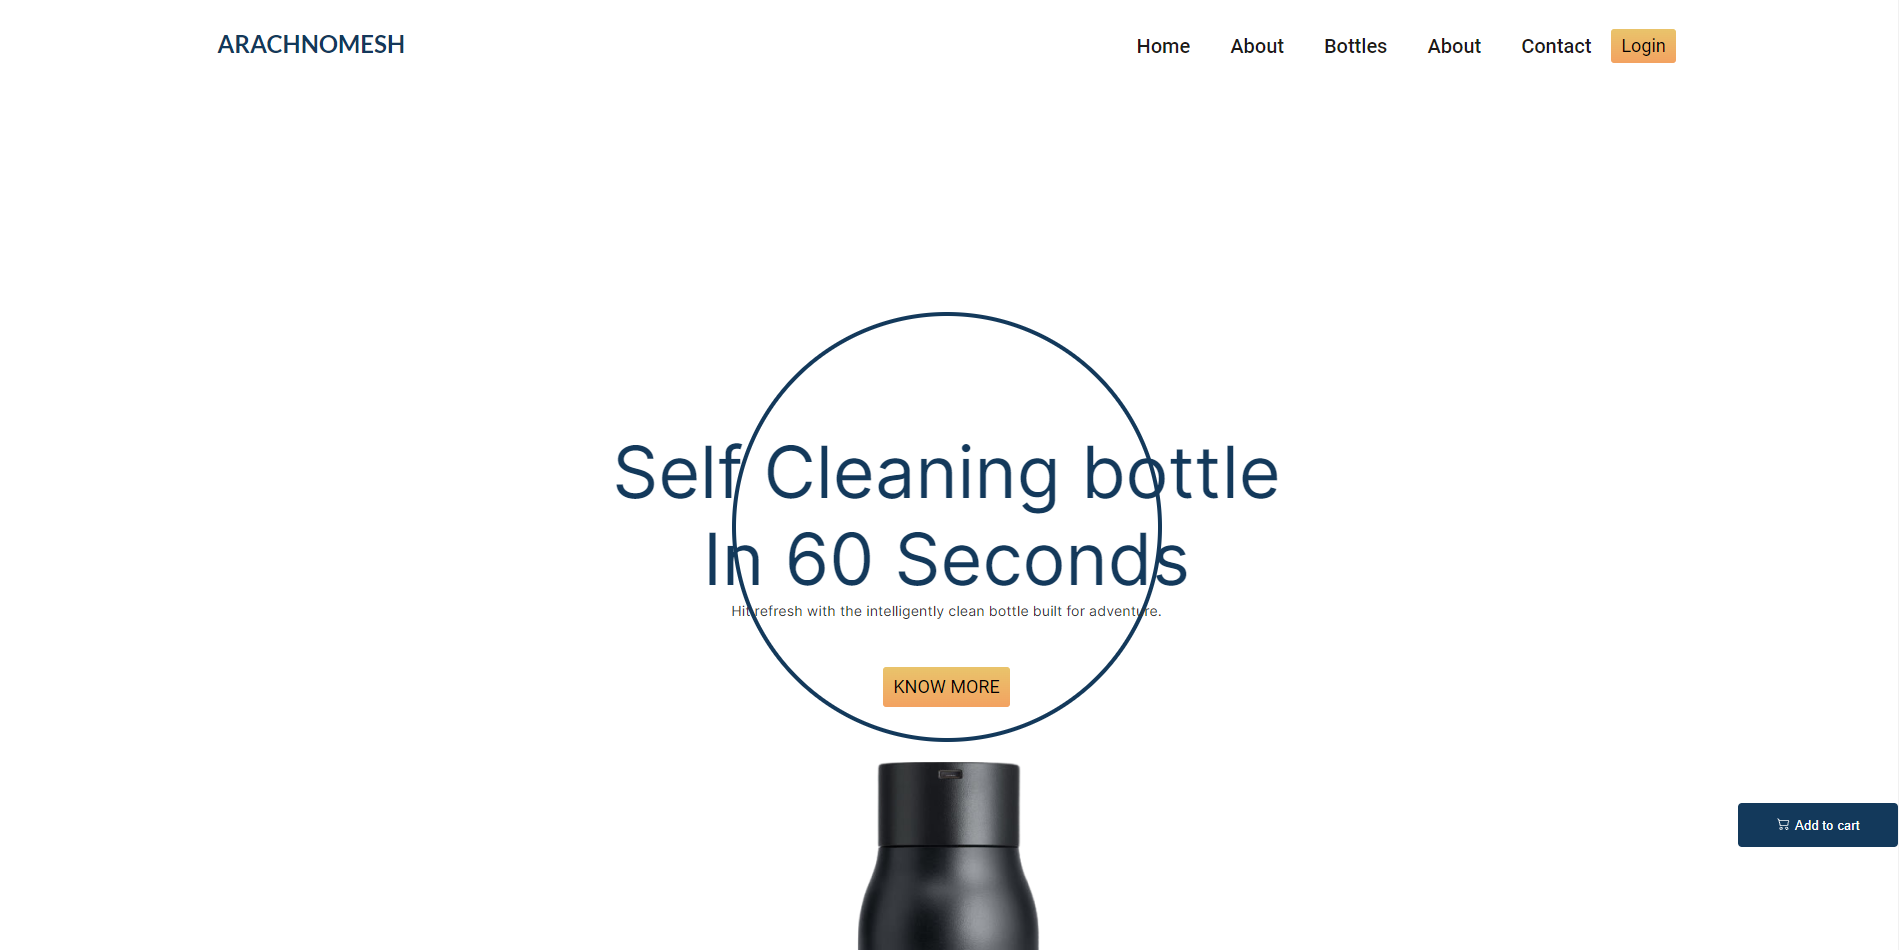 ARACHNOMESH
Home About Bottles About Contact Login
Self Cleaning bottle
In 60 Seconds
Hit refresh with the intelligently clean bottle built for adventure.
KNOW MORE
Add to cart